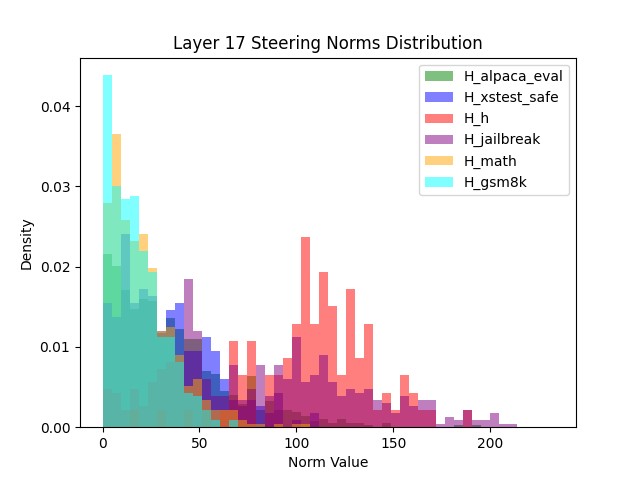 Layer 17 Steering Norms Distribution
H_alpaca_eval
H_xstest_safe
H_h
H_jailbreak
H_math
H_gsm8k
0.04
0.03
0.02
0.01
0.00
Density
0 50 100 150 200
Norm Value